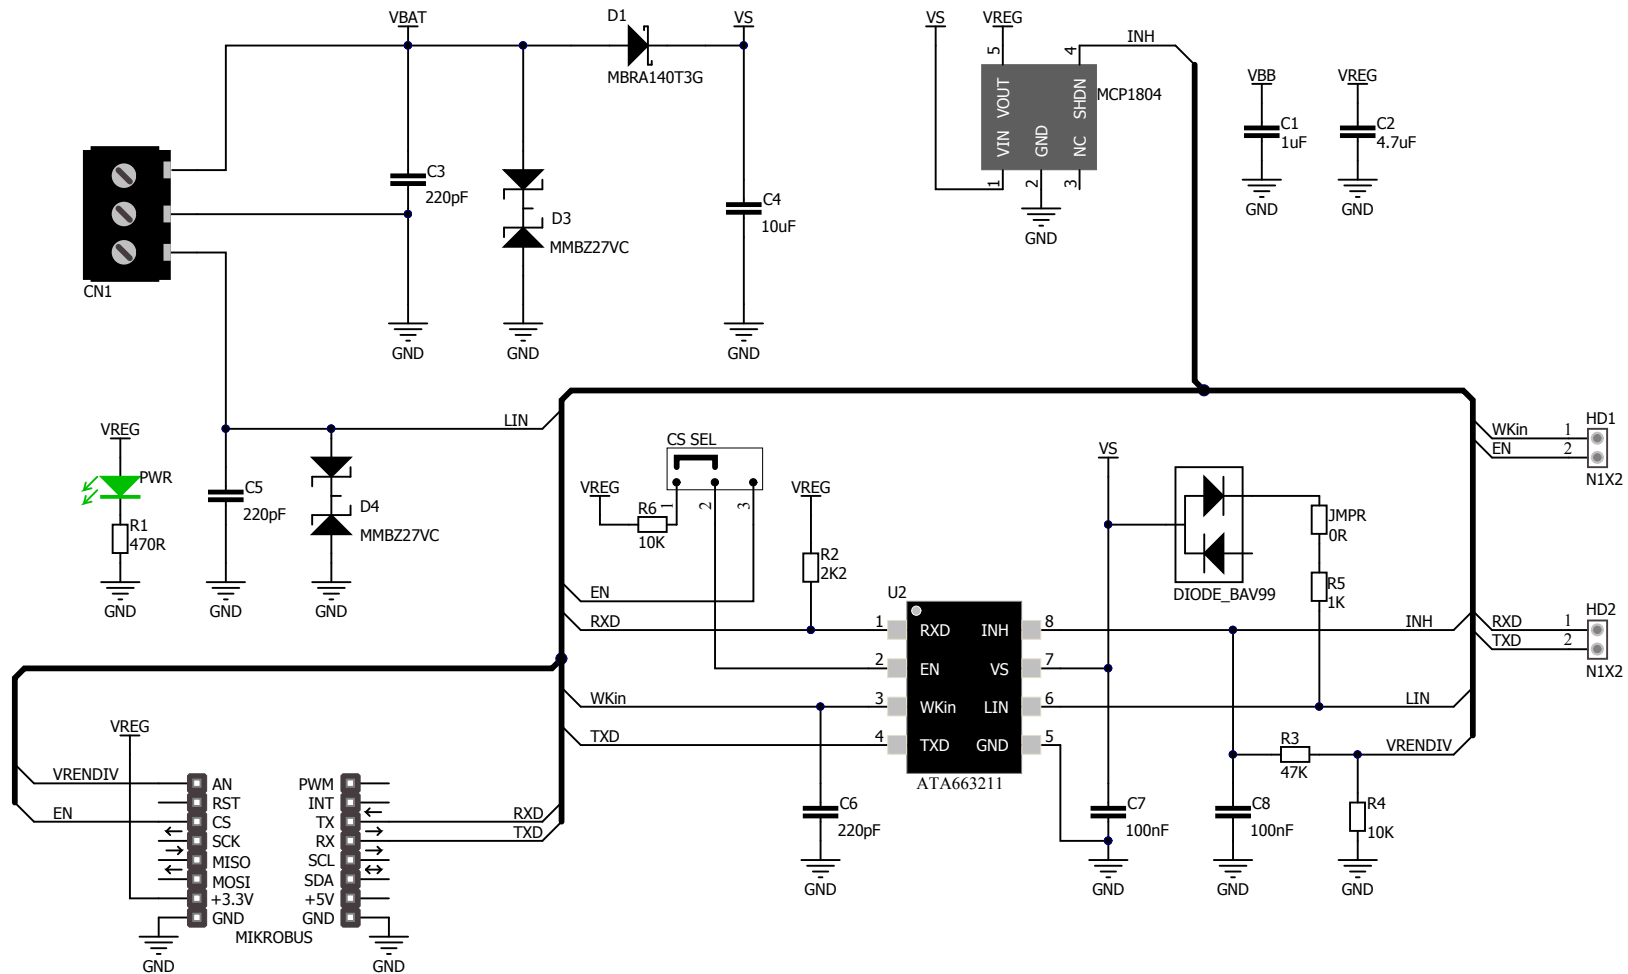 VBAT
D1
VS
MBRA140T3G
CN1
C3
220pF
D3
MMBZ27VC
C4
10uF
GND
GND
GND
VS
VREG
5
4
INH
VOUT
SHDN
MCP1804
VIN
GND
NC
1
2
3
GND
VBB
C1
1uF
GND
VREG
C2
4.7uF
GND
LIN
VREG
PWR
R1
470R
GND
C5
220pF
GND
D4
MMBZ27VC
GND
CS SEL
VREG
R6
10K
1
2
3
VREG
R2
2K2
EN
RXD
WKin
TXD
U2
1
RXD
INH
8
2
EN
VS
7
3
WKin
LIN
6
4
TXD
GND
5
ATA663211
C6
220pF
GND
VS
DIODE_BAV99
JMPR
0R
R5
1K
INH
LIN
VRENDIV
R3
47K
C7
100nF
GND
C8
100nF
GND
R4
10K
GND
HD1
WKin
1
EN
2
N1X2
HD2
RXD
1
TXD
2
N1X2
VREG
VRENDIV
EN
AN
PWM
RST
INT
CS
TX
RXD
SCK
RX
TXD
MISO
SCL
MOSI
SDA
+3.3V
+5V
GND
GND
MIKROBUS
GND
GND